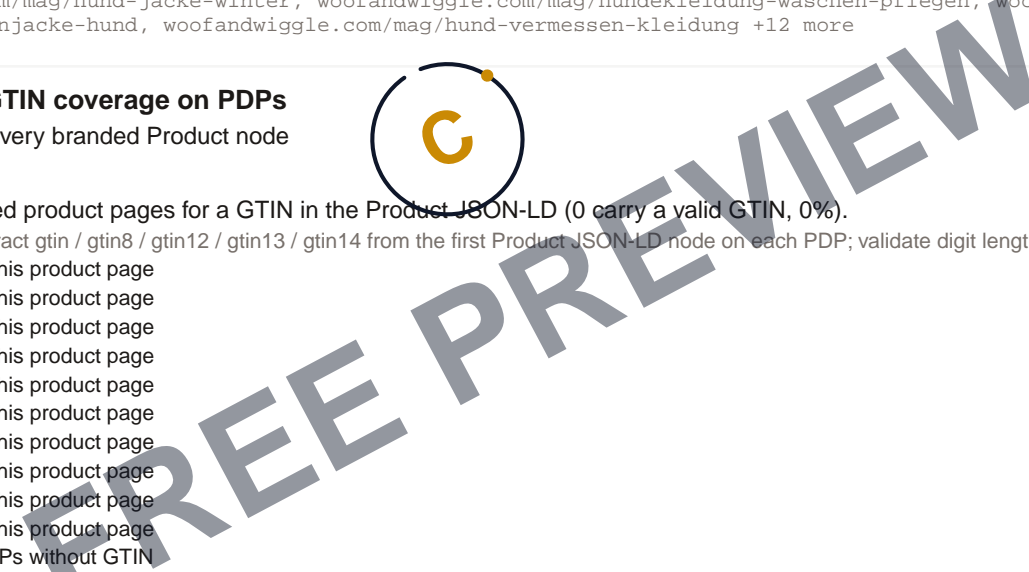 m/mag/hund-jacke-winter, woofandwiggle.com/mag/hundekleidung-waschen-pflegen, woo
njacke-hund, woofandwiggle.com/mag/hund-vermessen-kleidung +12 more
GTIN coverage on PDPs
very branded Product node
C
ed product pages for a GTIN in the Product JSON-LD (0 carry a valid GTIN, 0%).
ract gtin / gtin8 / gtin12 / gtin13 / gtin14 from the first Product JSON-LD node on each PDP; validate digit lengt
his product page
his product page
his product page
his product page
his product page
his product page
his product page
his product page
his product page
his product page
Ps without GTIN
FREE PREVIEW